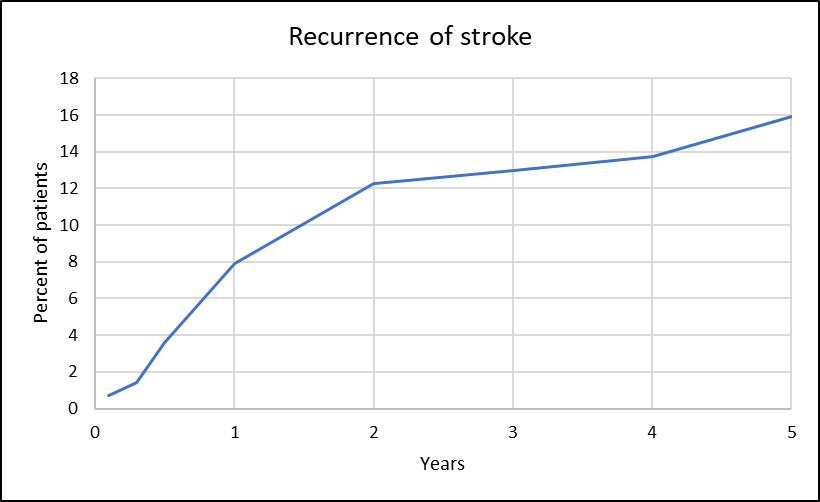 Recurrence of stroke
Percent of patients
18
16
14
12
10
8
6
4
2
0
0 1 2 3 4 5
Years